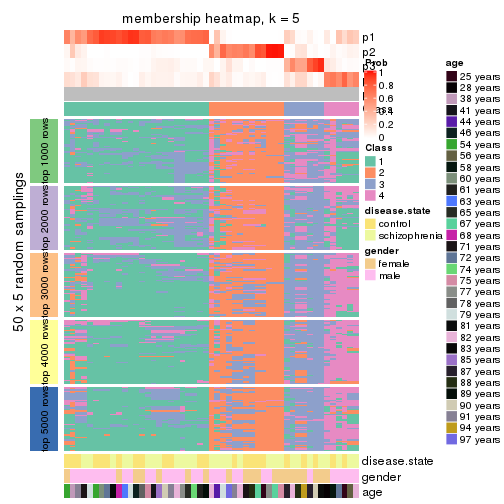 membership heatmap, k = 5
p1
p2
p3
Prob
1
0.8
0.6
0.4
0.2
0
Class
1
2
3
4
disease.state
control
schizophrenia
gender
female
male
age
25 years
28 years
38 years
41 years
44 years
46 years
54 years
56 years
58 years
60 years
61 years
63 years
65 years
67 years
68 years
71 years
72 years
74 years
75 years
77 years
78 years
79 years
81 years
82 years
83 years
85 years
87 years
88 years
89 years
90 years
91 years
94 years
97 years
50 x 5 random samplings
top 1000 rows
top 2000 rows
top 3000 rows
top 4000 rows
top 5000 rows
disease.state
gender
age